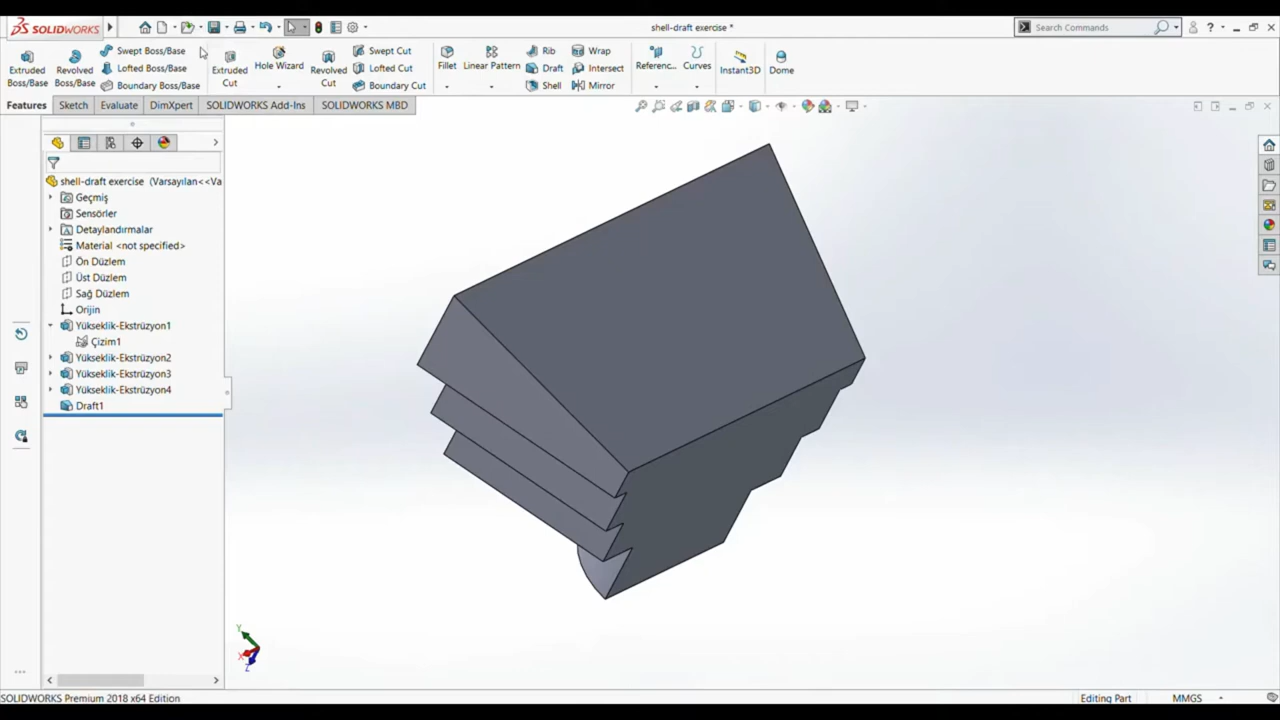 SOLIDWORKS
shell-draft exercise *
Search Commands
?
Extruded Boss/Base
Revolved Boss/Base
Swept Boss/Base
Lofted Boss/Base
Boundary Boss/Base
Extruded Cut
Hole Wizard
Revolved Cut
Swept Cut
Lofted Cut
Boundary Cut
Fillet
Linear Pattern
Rib
Draft
Shell
Wrap
Intersect
Mirror
Referenc...
Curves
Instant3D
Dome
Features
Sketch
Evaluate
DimXpert
SOLIDWORKS Add-Ins
SOLIDWORKS MBD
shell-draft exercise (Varsayılan<<Va
Geçmiş
Sensörler
Detaylandırmalar
Material <not specified>
Ön Düzlem
Üst Düzlem
Sağ Düzlem
Orijin
Yükseklik-Ekstrüzyon1
Çizim1
Yükseklik-Ekstrüzyon2
Yükseklik-Ekstrüzyon3
Yükseklik-Ekstrüzyon4
Draft1
Y
X
Z
SOLIDWORKS Premium 2018 x64 Edition
Editing Part
MMGS